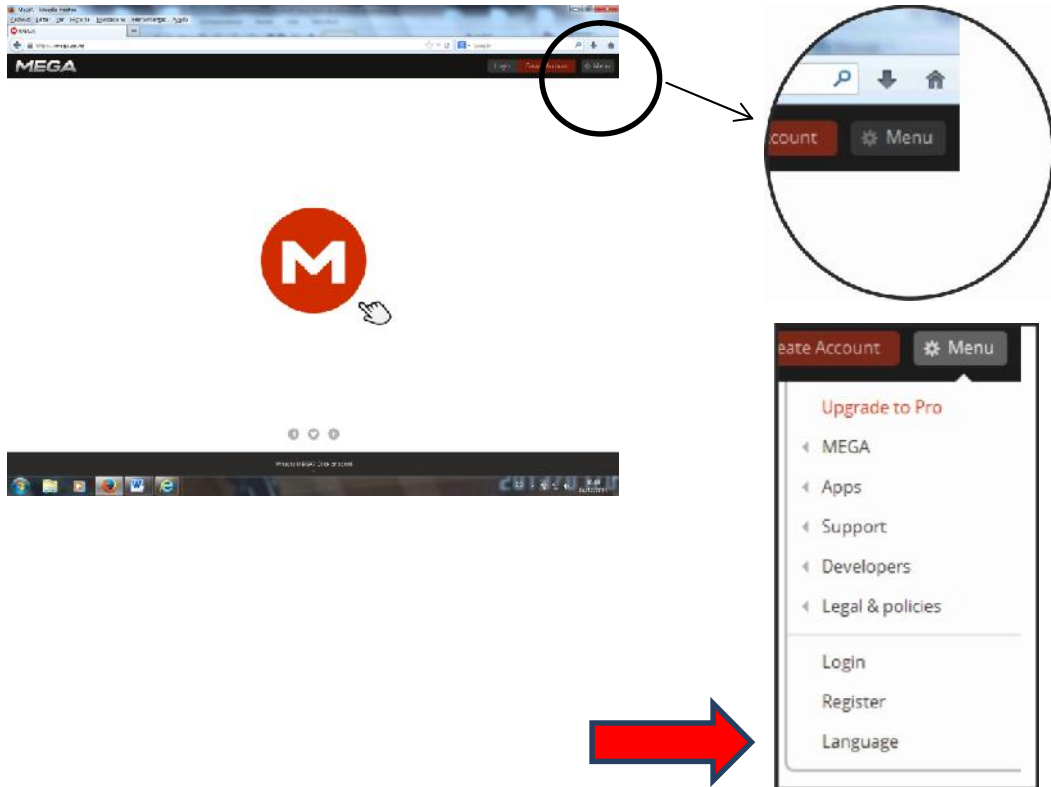 MEGA
Login Create Account Menu
M
ccount Menu
eate Account Menu
Upgrade to Pro
MEGA
Apps
Support
Developers
Legal & policies
Login
Register
Language